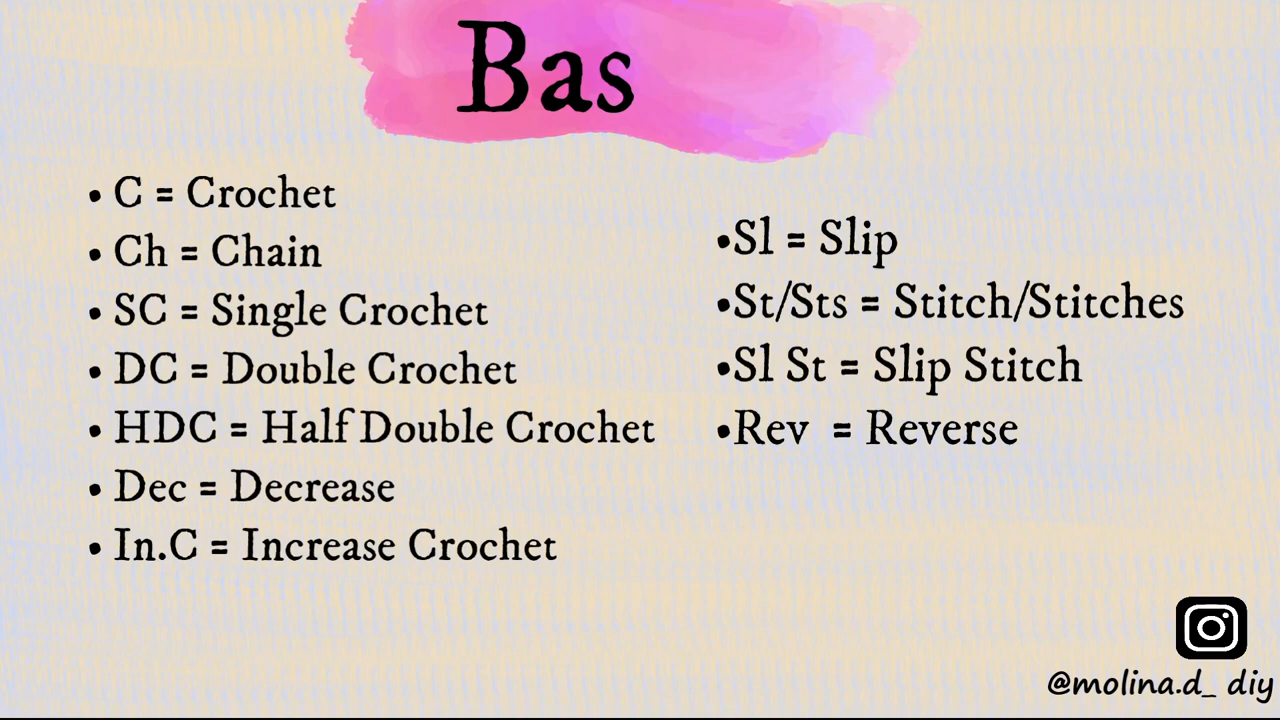 Bas
• C = Crochet
• Ch = Chain
• SC = Single Crochet
• DC = Double Crochet
• HDC = Half Double Crochet
• Dec = Decrease
• In.C = Increase Crochet
•Sl = Slip
•St/Sts = Stitch/Stitches
•Sl St = Slip Stitch
•Rev = Reverse
@molina.d_ diy